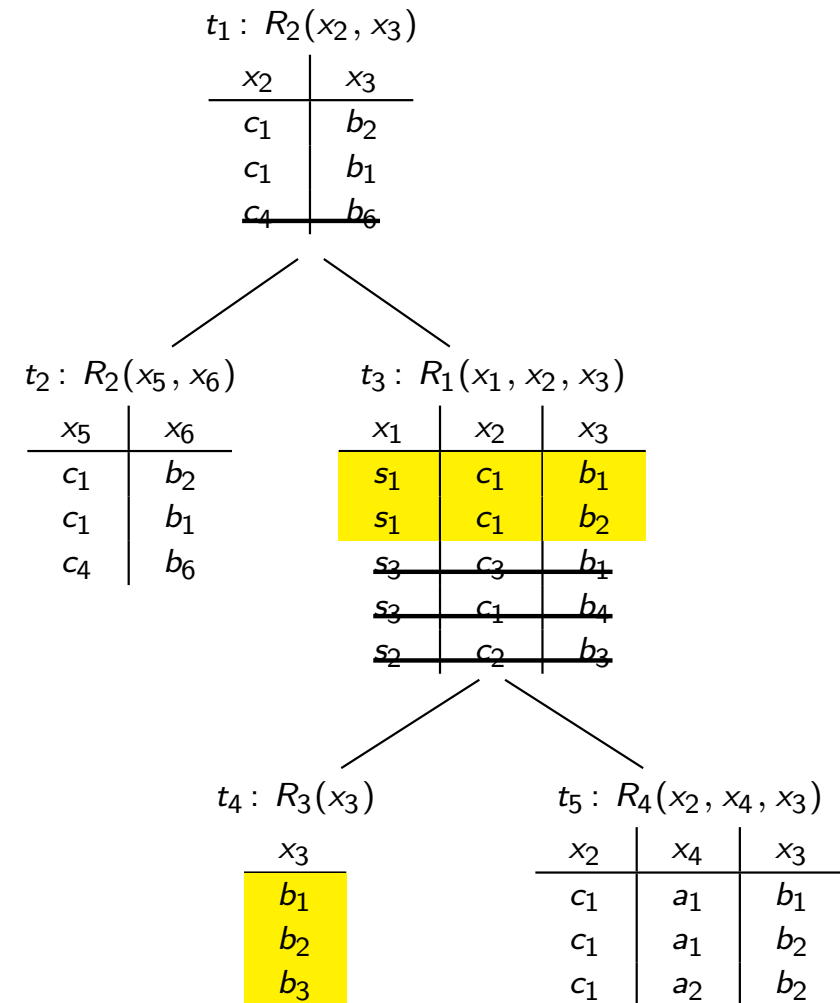 t₁ : R₂(x₂, x₃)
x₂ x₃
c₁ b₂
c₁ b₁
c₄ b₆
t₂ : R₂(x₅, x₆) t₃ : R₁(x₁, x₂, x₃)
x₅ x₆ x₁ x₂ x₃
c₁ b₂ s₁ c₁ b₁
c₁ b₁ s₁ c₁ b₂
c₄ b₆ s₃ c₃ b₁
s₃ c₁ b₄
s₂ c₂ b₃
t₄ : R₃(x₃) t₅ : R₄(x₂, x₄, x₃)
x₃ x₂ x₄ x₃
b₁ c₁ a₁ b₁
b₂ c₁ a₁ b₂
b₃ c₁ a₂ b₂